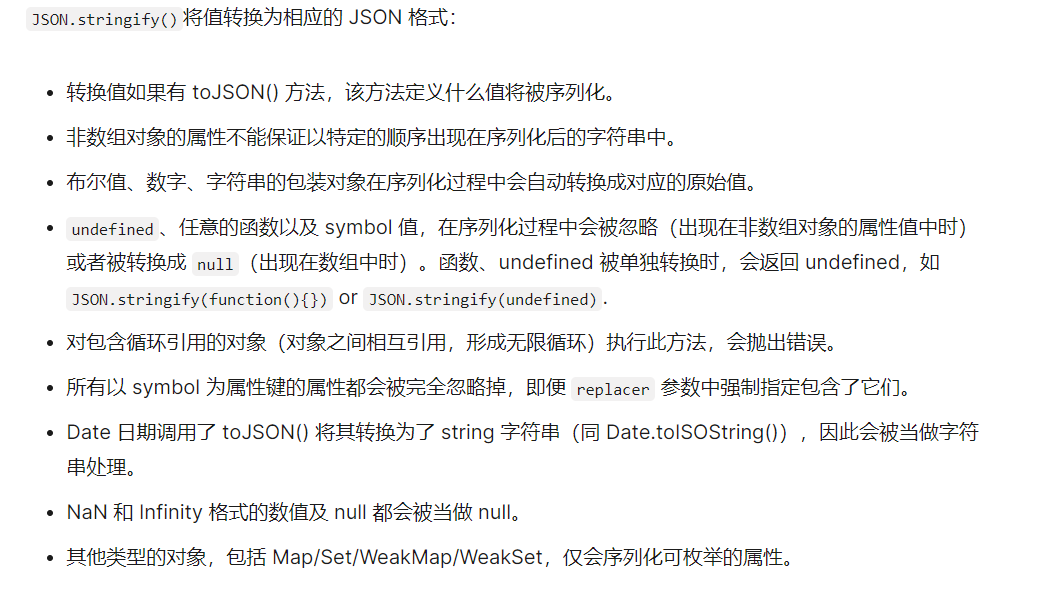 JSON.stringify()将值转换为相应的 JSON 格式：
• 转换值如果有 toJSON() 方法，该方法定义什么值将被序列化。
• 非数组对象的属性不能保证以特定的顺序出现在序列化后的字符串中。
• 布尔值、数字、字符串的包装对象在序列化过程中会自动转换成对应的原始值。
• undefined、任意的函数以及 symbol 值，在序列化过程中会被忽略（出现在非数组对象的属性值中时）
或者被转换成 null（出现在数组中时）。函数、undefined 被单独转换时，会返回 undefined，如
JSON.stringify(function(){}) or JSON.stringify(undefined).
• 对包含循环引用的对象（对象之间相互引用，形成无限循环）执行此方法，会抛出错误。
• 所有以 symbol 为属性键的属性都会被完全忽略掉，即便 replacer 参数中强制指定包含了它们。
• Date 日期调用了 toJSON() 将其转换为了 string 字符串（同 Date.toISOString()），因此会被当做字符
串处理。
• NaN 和 Infinity 格式的数值及 null 都会被当做 null。
• 其他类型的对象，包括 Map/Set/WeakMap/WeakSet，仅会序列化可枚举的属性。